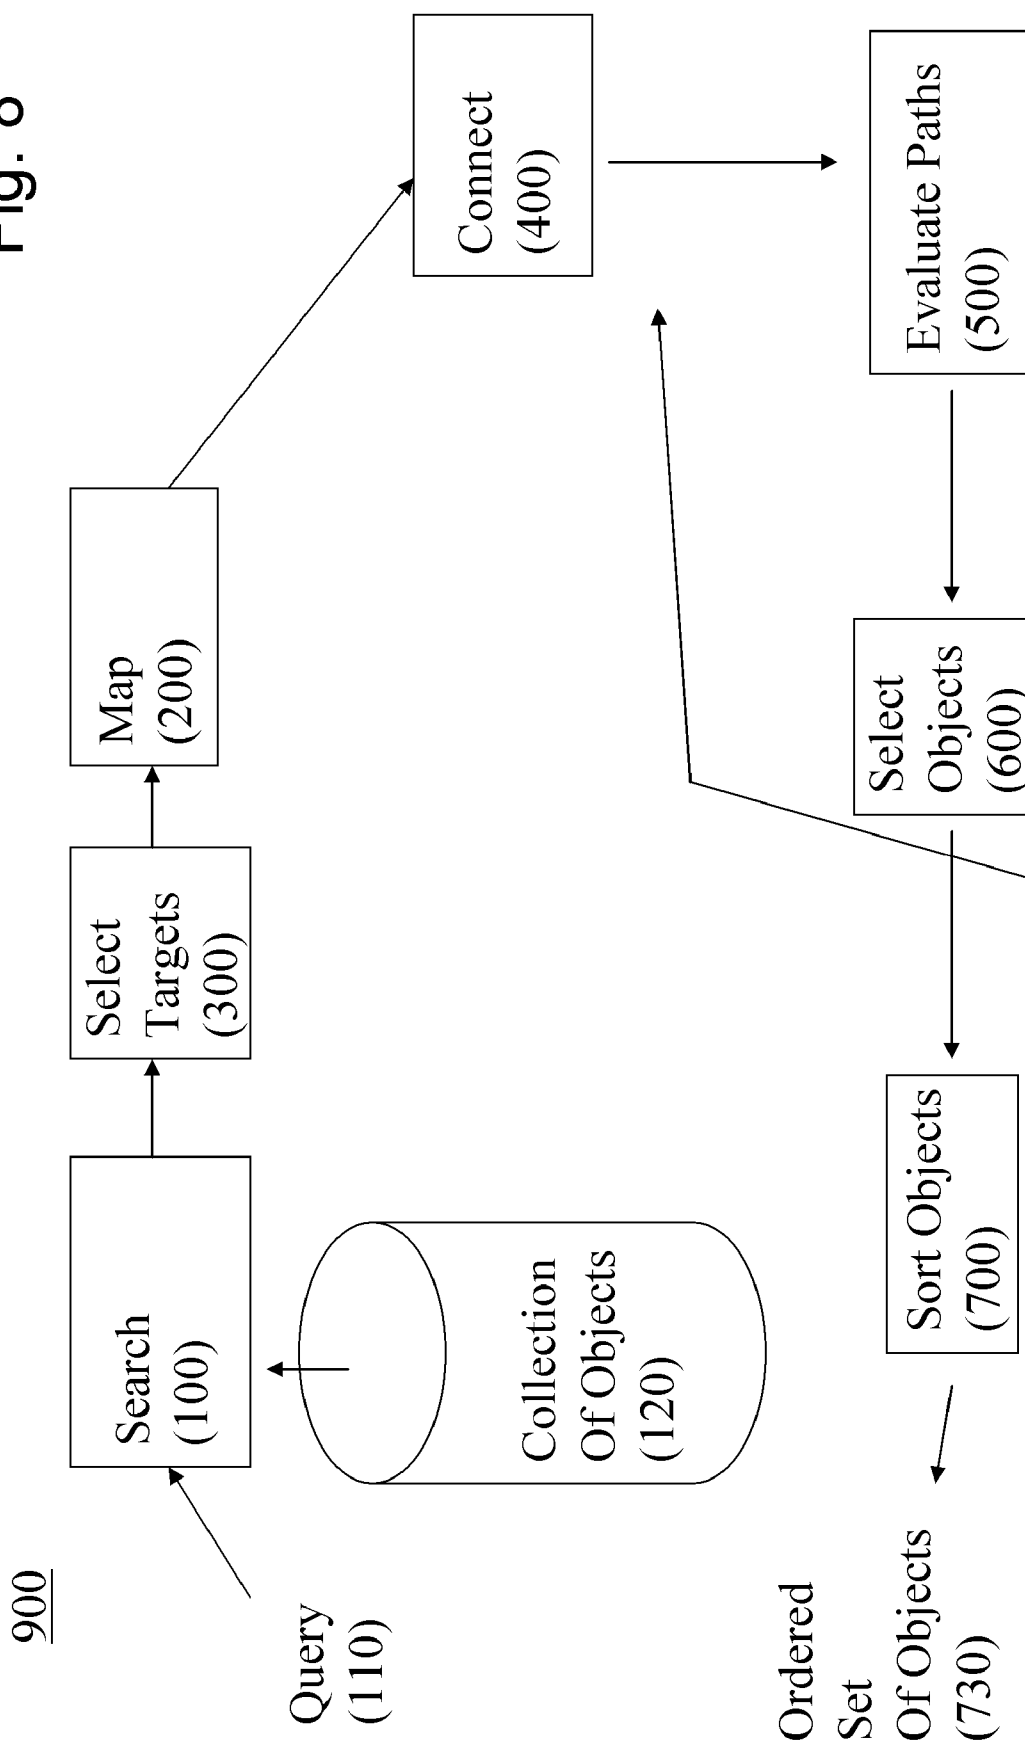 Fig.
900
Query
(110)
Search
(100)
Collection
Of Objects
(120)
Select
Targets
(300)
Map
(200)
Connect
(400)
Evaluate Paths
(500)
Select
Objects
(600)
Sort Objects
(700)
Ordered
Set
Of Objects
(730)